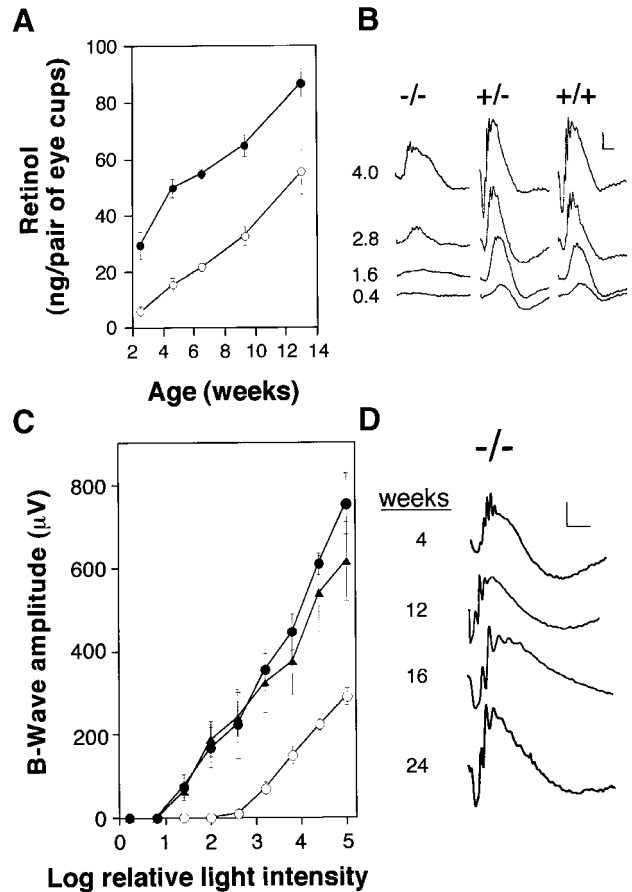 A
Retinol
(ng/pair of eye cups)
100
80
60
40
20
0
2 4 6 8 10 12 14
Age (weeks)
B
-/- +/- +/+
4.0
2.8
1.6
0.4
C
B-Wave amplitude (μV)
800
600
400
200
0
0 1 2 3 4 5
Log relative light intensity
D
-/-
weeks
4
12
16
24